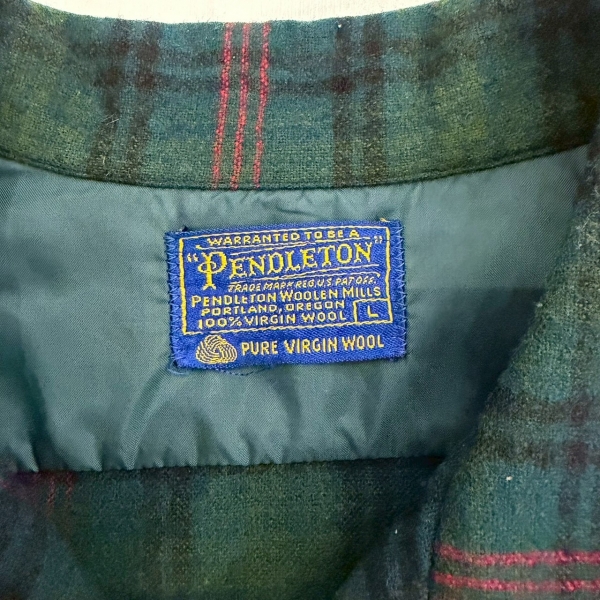 WARRANTED TO BE A
"PENDLETON"
TRADE MARK REG. U.S. PAT OFF.
PENDLETON WOOLEN MILLS
PORTLAND, OREGON
100% VIRGIN WOOL L
PURE VIRGIN WOOL